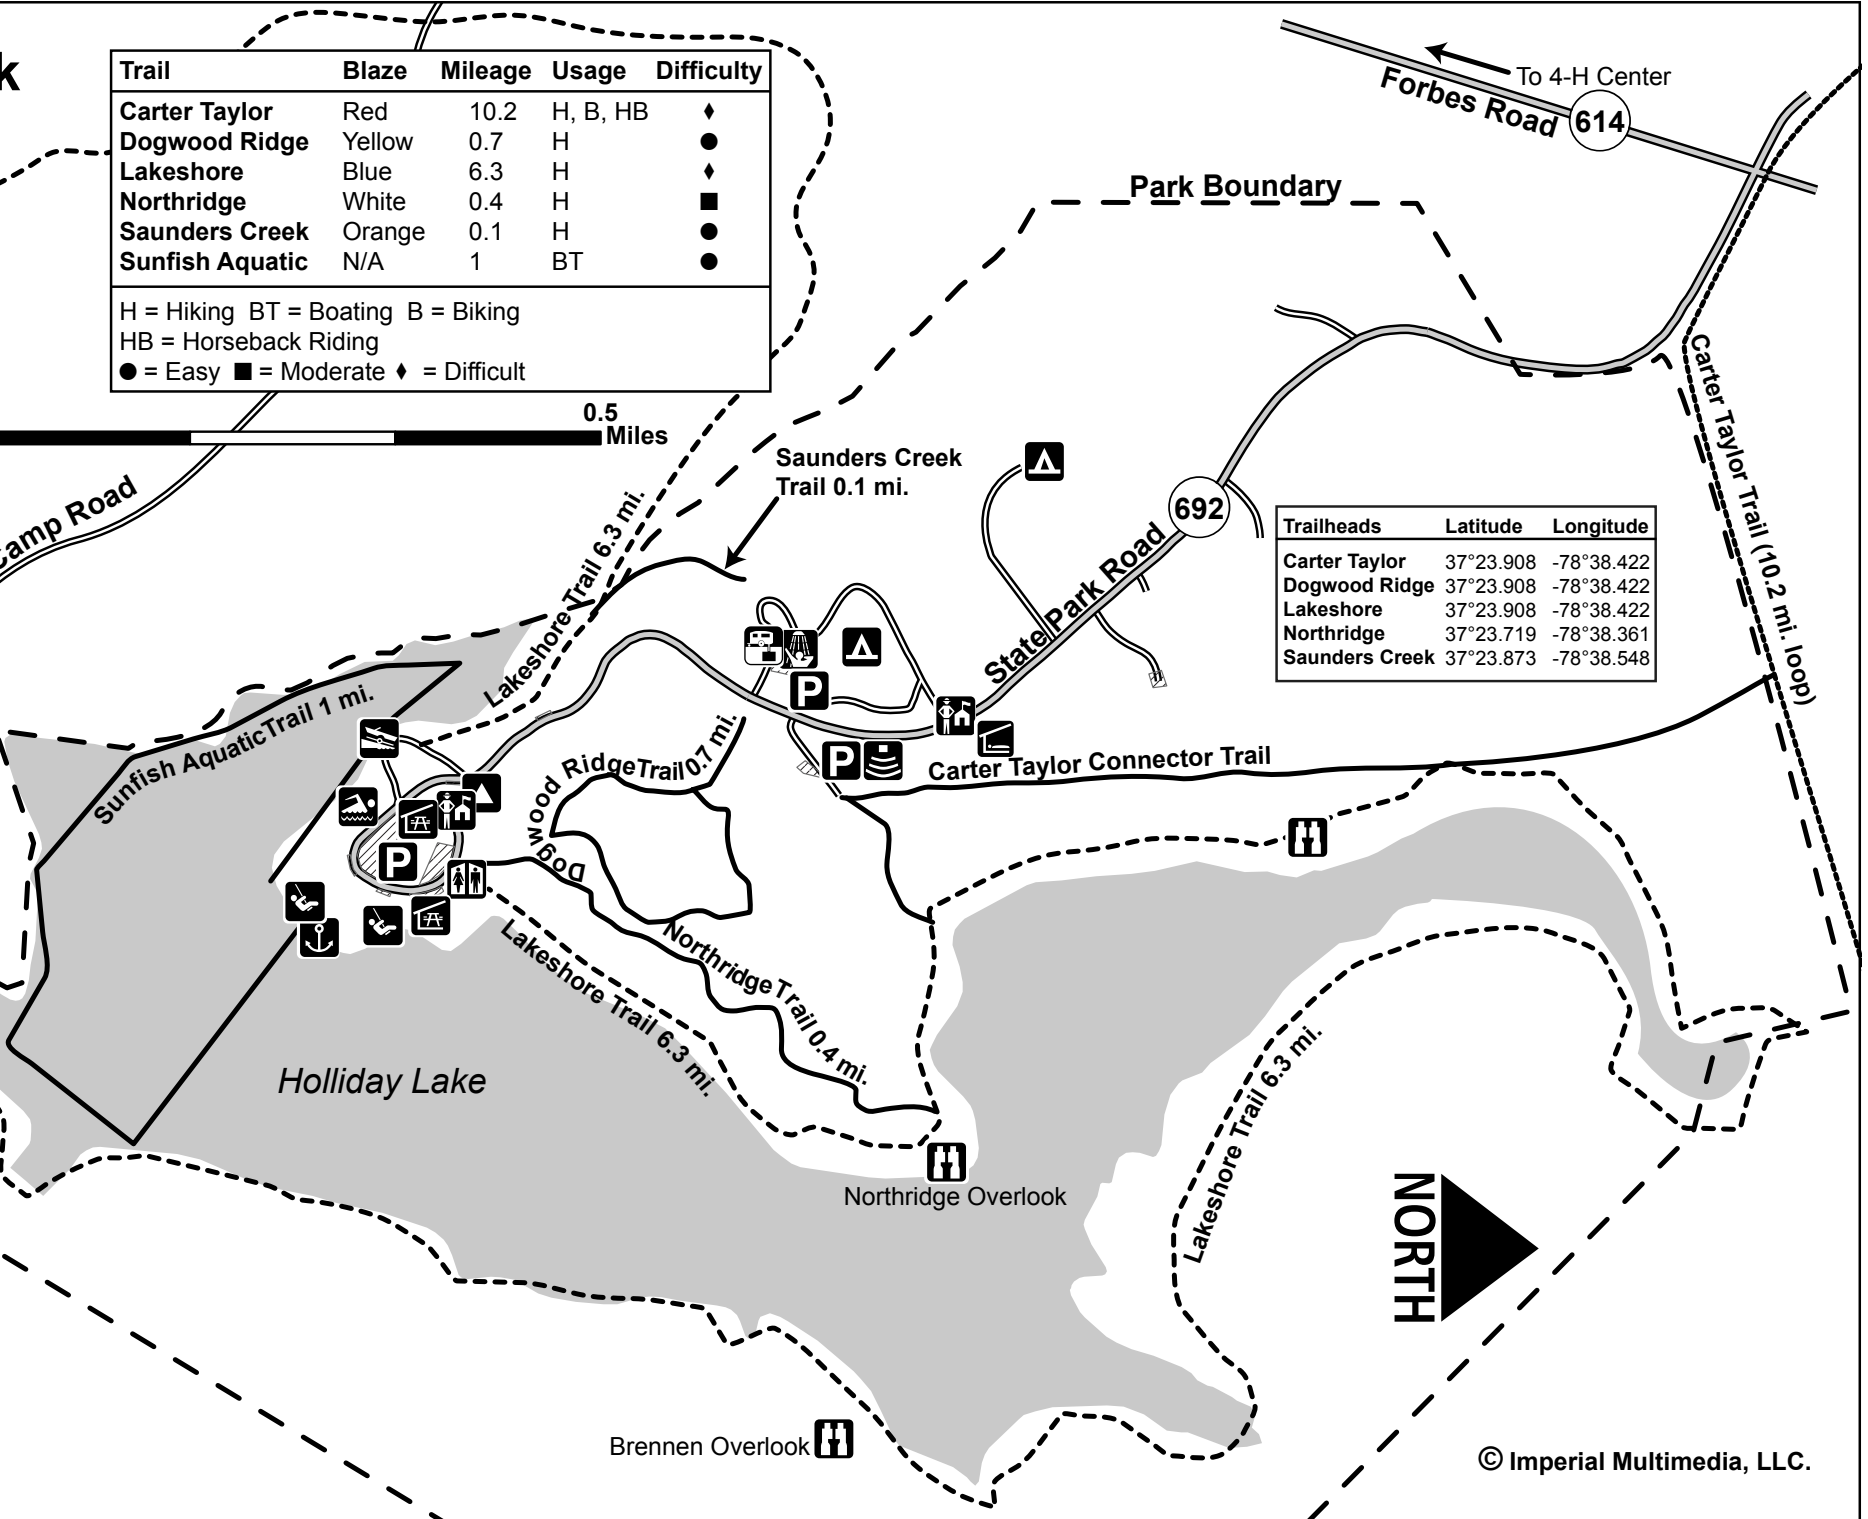 k
Trail Blaze Mileage Usage Difficulty
Carter Taylor Red 10.2 H, B, HB ♦
Dogwood Ridge Yellow 0.7 H ●
Lakeshore Blue 6.3 H ♦
Northridge White 0.4 H ■
Saunders Creek Orange 0.1 H ●
Sunfish Aquatic N/A 1 BT ●
H = Hiking BT = Boating B = Biking
HB = Horseback Riding
● = Easy ■ = Moderate ♦ = Difficult
0.5
Miles
To 4-H Center
Forbes Road
614
Park Boundary
Camp Road
Saunders Creek
Trail 0.1 mi.
Lakeshore Trail 6.3 mi.
Lakeshore Trail 6.3 mi.
692
State Park Road
Trailheads Latitude Longitude
Carter Taylor 37°23.908 -78°38.422
Dogwood Ridge 37°23.908 -78°38.422
Lakeshore 37°23.908 -78°38.422
Northridge 37°23.719 -78°38.361
Saunders Creek 37°23.873 -78°38.548
Carter Taylor Trail (10.2 mi. loop)
Sunfish Aquatic Trail 1 mi.
P
P
P
Carter Taylor Connector Trail
Dogwood Ridge Trail 0.7 mi.
Northridge Trail 0.4 mi.
Lakeshore Trail 6.3 mi.
Holliday Lake
Northridge Overlook
NORTH
Brennen Overlook
© Imperial Multimedia, LLC.